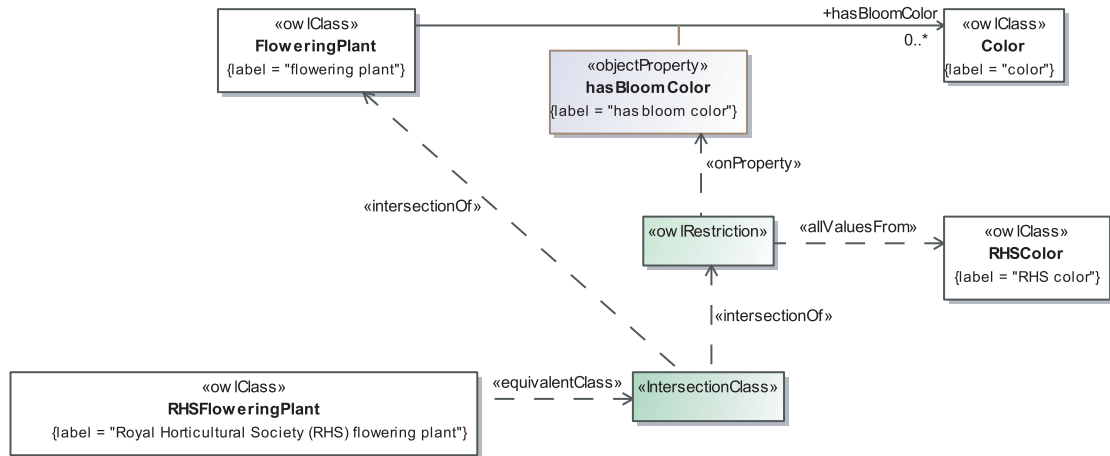 «owlClass»
FloweringPlant
{label = "flowering plant"}
+hasBloomColor
0..*
«owlClass»
Color
{label = "color"}
«objectProperty»
hasBloomColor
{label = "has bloom color"}
«onProperty»
«intersectionOf»
«owlRestriction»
«allValuesFrom»
«owlClass»
RHSColor
{label = "RHS color"}
«intersectionOf»
«owlClass»
RHSFloweringPlant
{label = "Royal Horticultural Society (RHS) flowering plant"}
«equivalentClass»
«IntersectionClass»